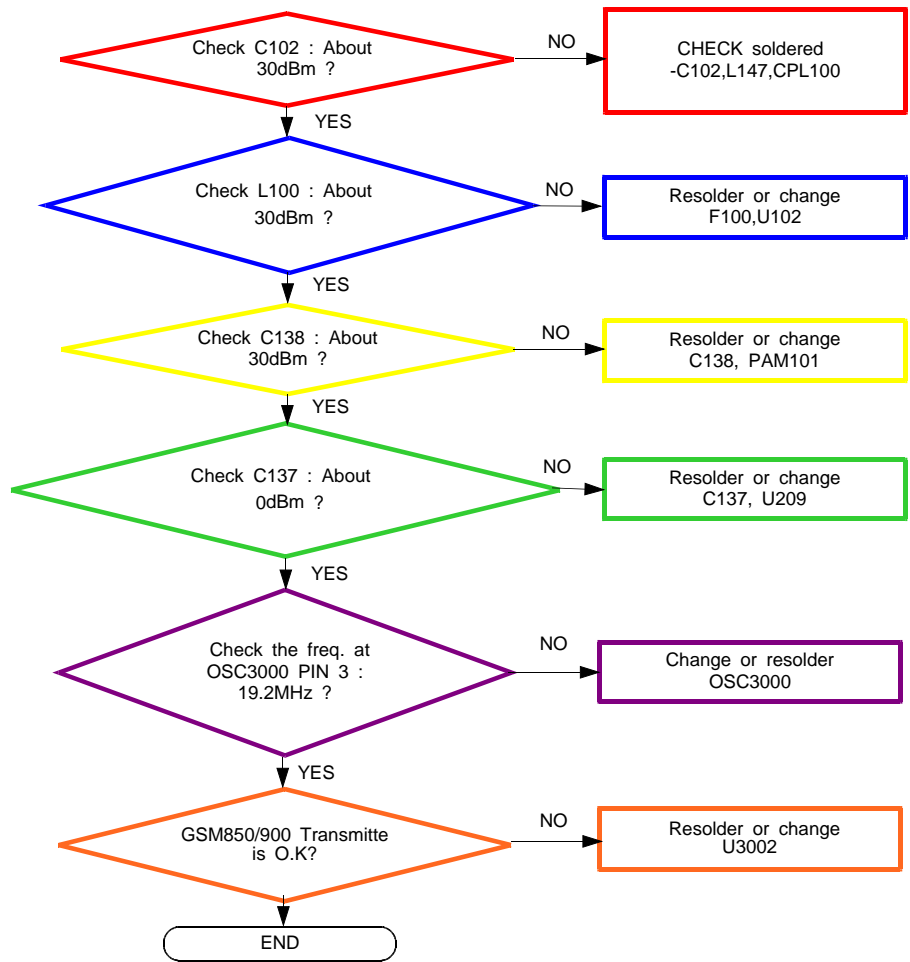 Check C102 : About
30dBm ?
NO
CHECK soldered
-C102,L147,CPL100
YES
Check L100 : About
30dBm ?
NO
Resolder or change
F100,U102
YES
Check C138 : About
30dBm ?
NO
Resolder or change
C138, PAM101
YES
Check C137 : About
0dBm ?
NO
Resolder or change
C137, U209
YES
Check the freq. at
OSC3000 PIN 3 :
19.2MHz ?
NO
Change or resolder
OSC3000
YES
GSM850/900 Transmitte
is O.K?
NO
Resolder or change
U3002
END